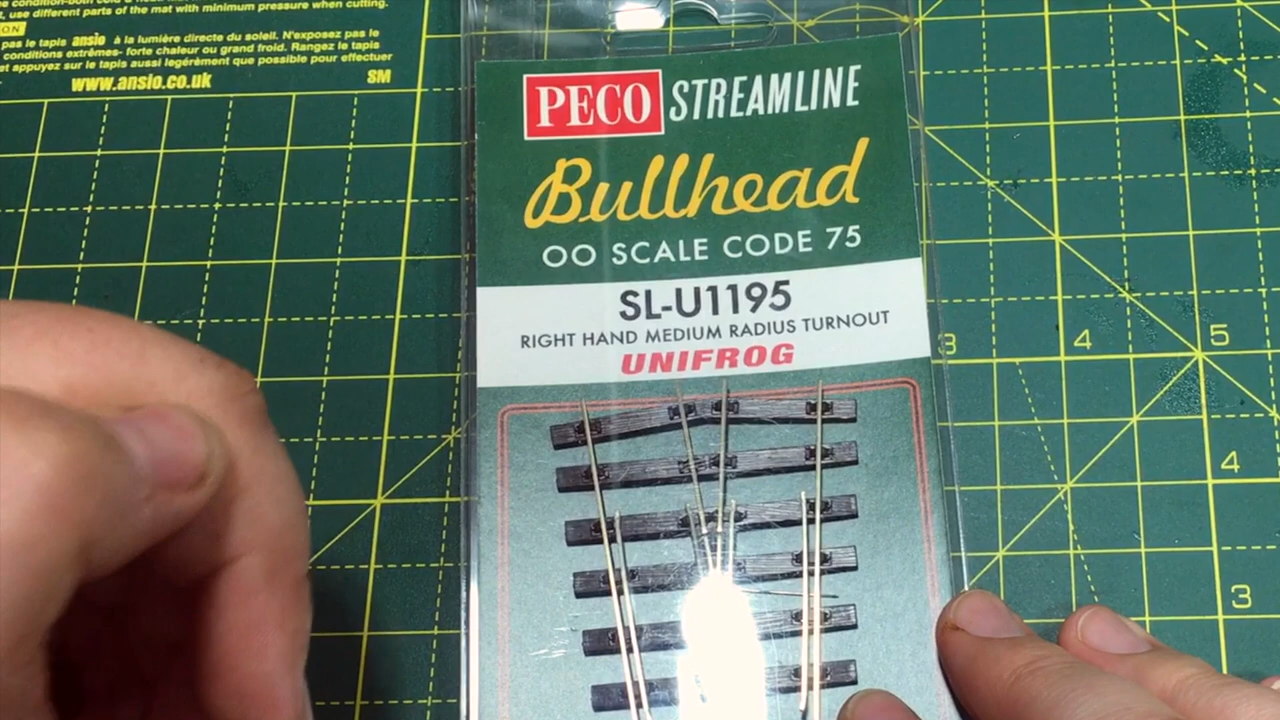 , use different parts of the mat with minimum pressure when cutting.
ON
pas le tapis ansio à la lumière directe du soleil. N'exposez pas le
conditions extrêmes- forte chaleur ou grand froid. Rangez le tapis
et appuyez sur le tapis aussi legérèment que possible pour effectuer
www.ansio.co.uk
SM
PECO STREAMLINE
Bullhead
OO SCALE CODE 75
SL-U1195
RIGHT HAND MEDIUM RADIUS TURNOUT
UNIFROG
3
4
5
4
3